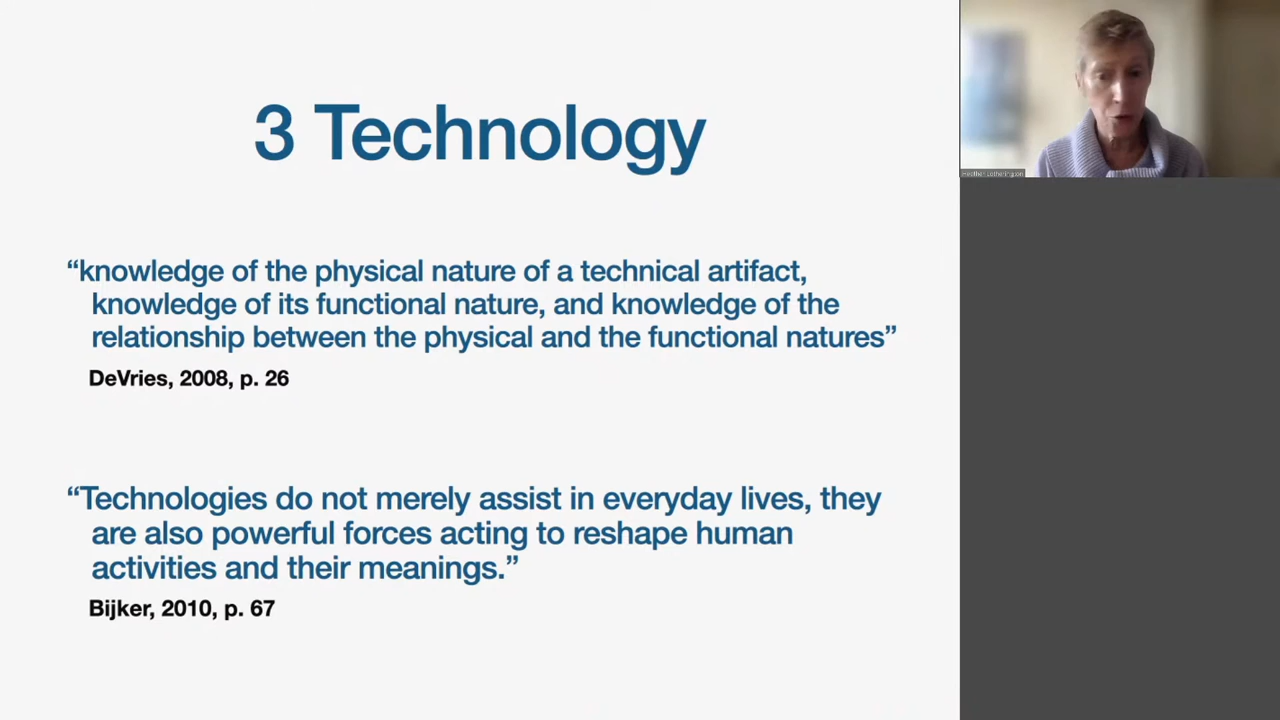 3 Technology
“knowledge of the physical nature of a technical artifact,
knowledge of its functional nature, and knowledge of the
relationship between the physical and the functional natures”
DeVries, 2008, p. 26
“Technologies do not merely assist in everyday lives, they
are also powerful forces acting to reshape human
activities and their meanings.”
Bijker, 2010, p. 67
Heather Lotherington